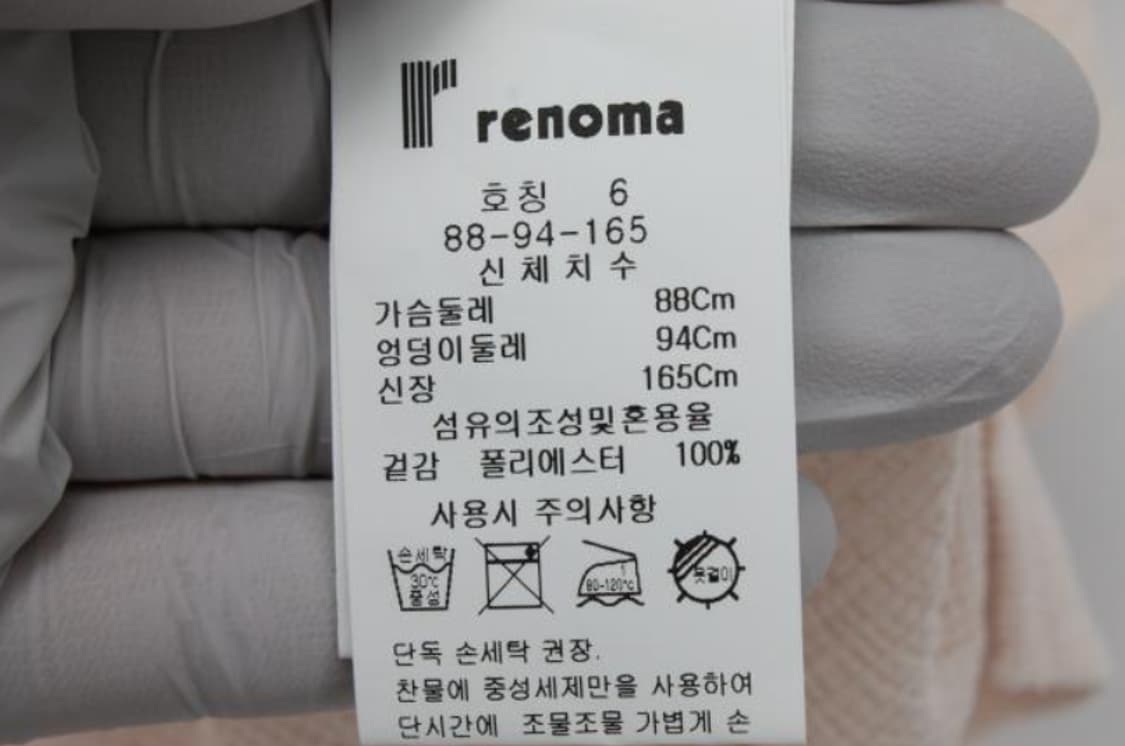 renoma
호칭 6
88-94-165
신체치수
가슴둘레 88Cm
엉덩이둘레 94Cm
신장 165Cm
섬유의조성및혼용율
겉감 폴리에스터 100%
사용시 주의사항
손세탁
30℃
중성
1
80-120℃
옷걸이
단독 손세탁 권장.
찬물에 중성세제만을 사용하여
단시간에 조물조물 가볍게 손